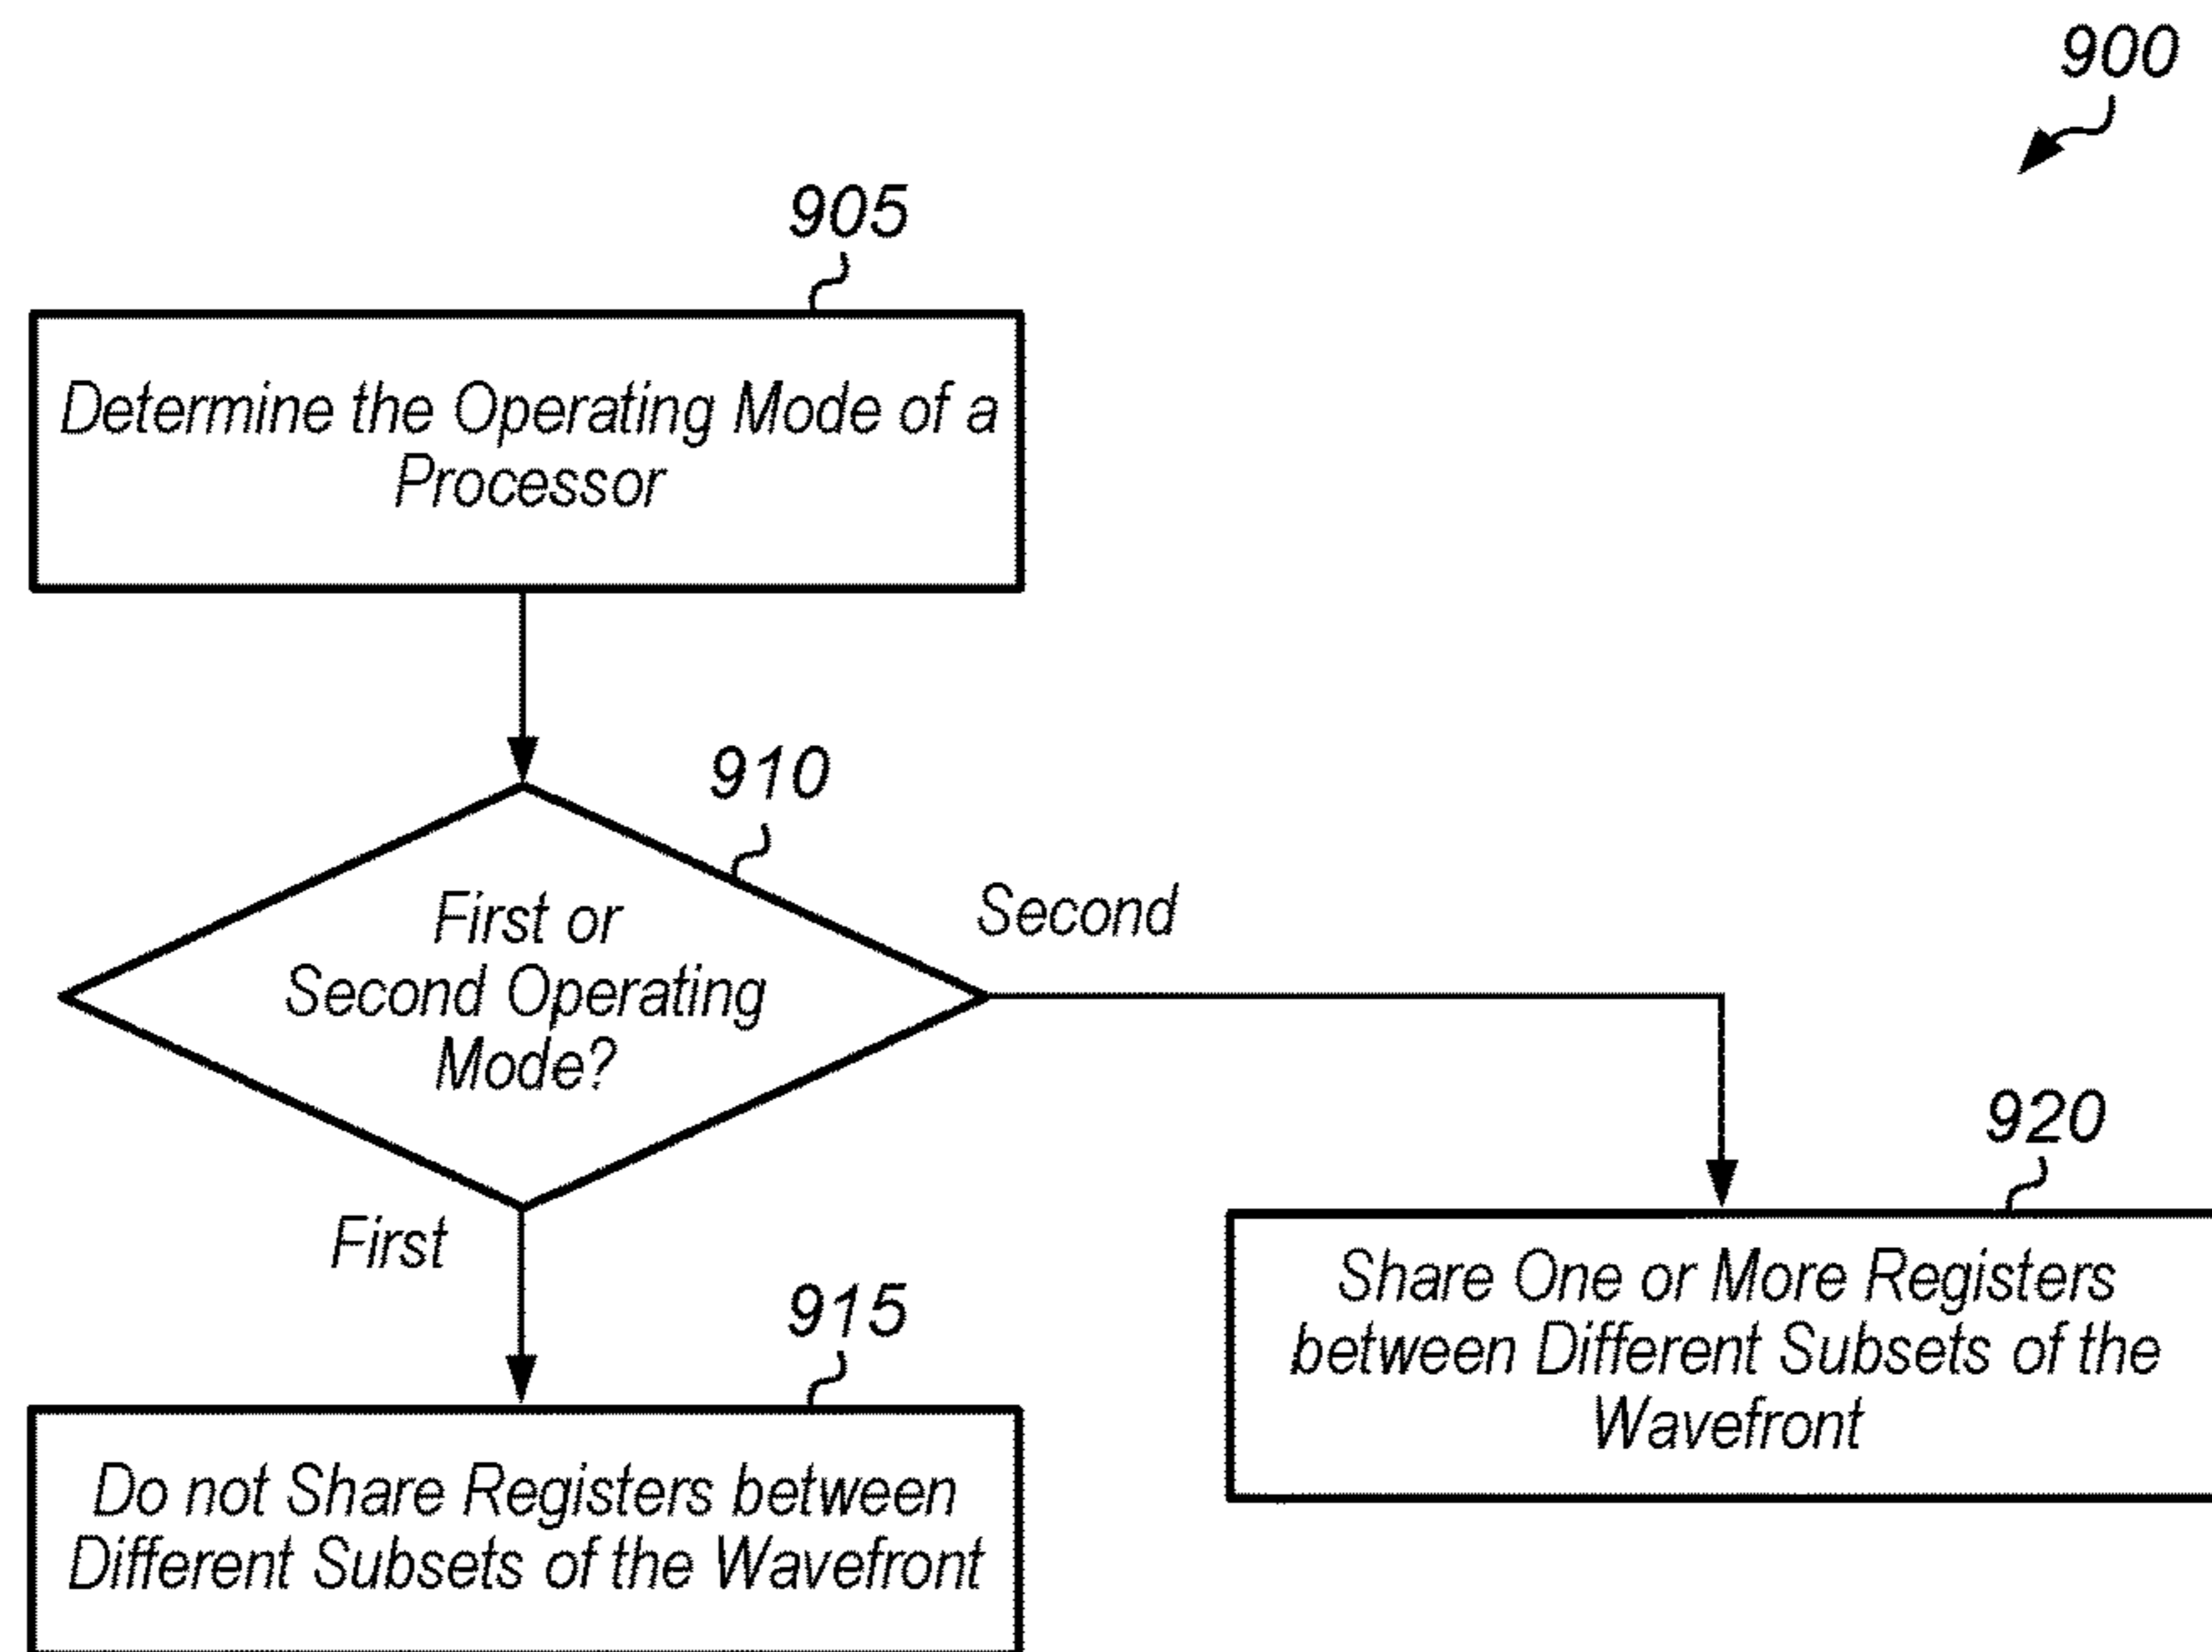 900
905
Determine the Operating Mode of a
Processor
910
First or
Second Operating
Mode?
Second
First
920
Share One or More Registers
between Different Subsets of the
Wavefront
915
Do not Share Registers between
Different Subsets of the Wavefront